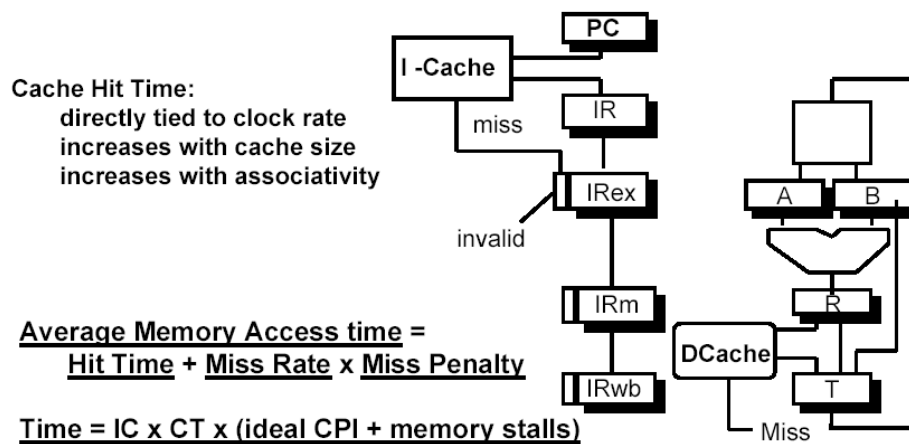 Cache Hit Time:
directly tied to clock rate
increases with cache size
increases with associativity
Average Memory Access time =
Hit Time + Miss Rate x Miss Penalty
Time = IC x CT x (ideal CPI + memory stalls)
PC
I -Cache
IR
miss
IRex
invalid
IRm
IRwb
A
B
R
DCache
T
Miss